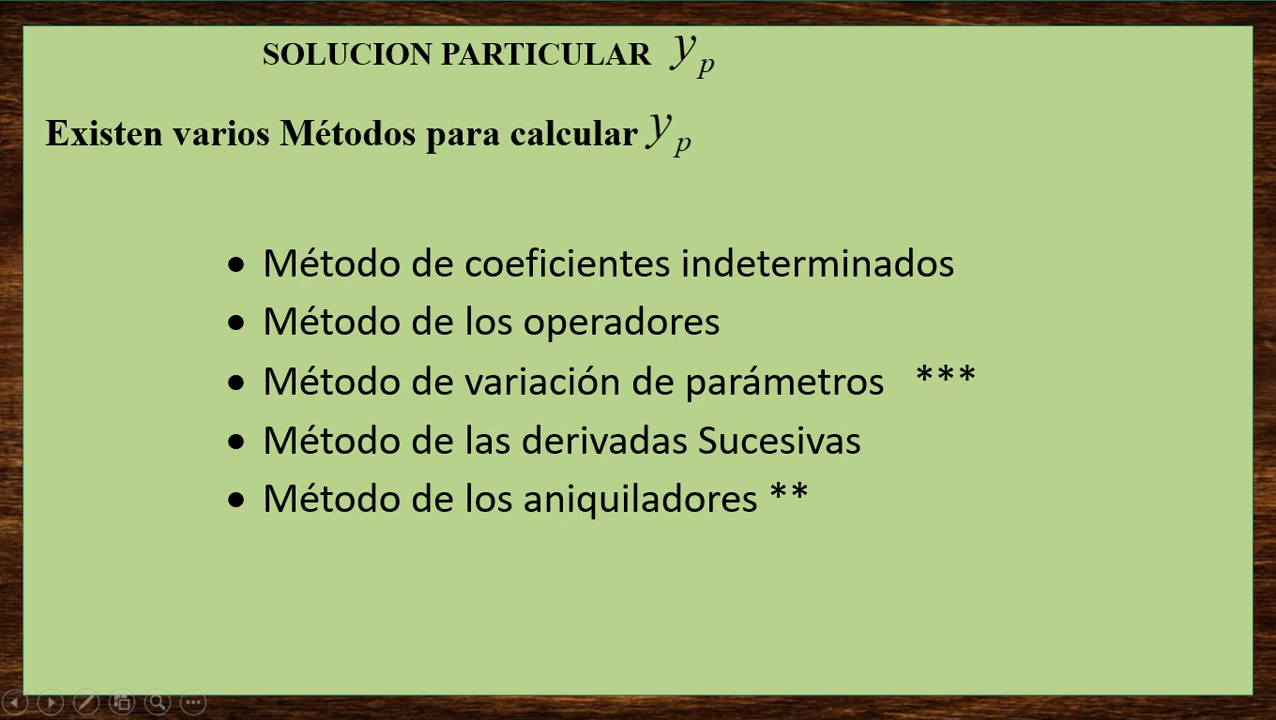 SOLUCION PARTICULAR y_p
Existen varios Métodos para calcular y_p
• Método de coeficientes indeterminados
• Método de los operadores
• Método de variación de parámetros ***
• Método de las derivadas Sucesivas
• Método de los aniquiladores **